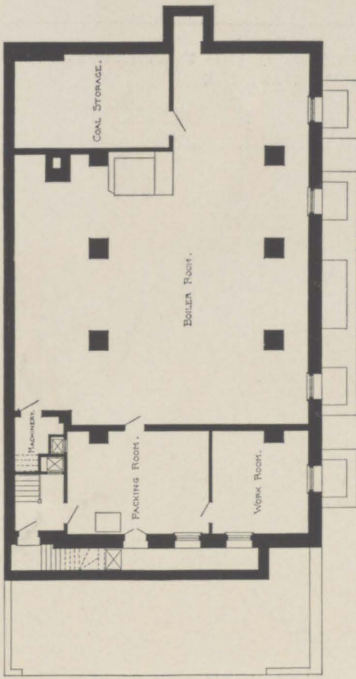 COAL STORAGE.
BOILER ROOM.
MACHINERY.
PACKING ROOM.
WORK ROOM.